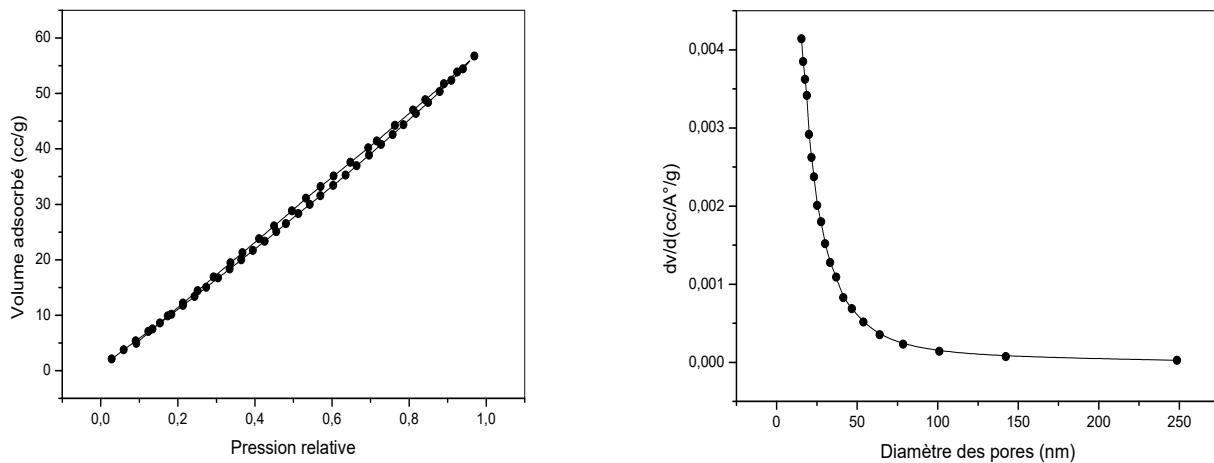 Volume adsocrbé (cc/g)
60
50
40
30
20
10
0
0,0 0,2 0,4 0,6 0,8 1,0
Pression relative
dv/d(cc/A°/g)
0,004
0,003
0,002
0,001
0,000
0 50 100 150 200 250
Diamètre des pores (nm)